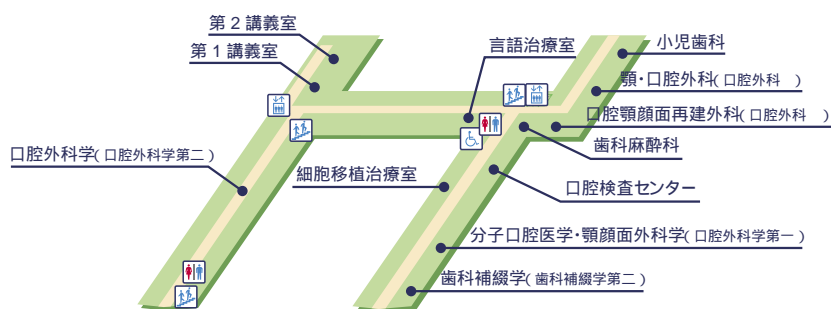 第２講義室
第１講義室
言語治療室
小児歯科
顎・口腔外科(口腔外科　)
口腔顎顔面再建外科(口腔外科　)
歯科麻酔科
口腔外科学(口腔外科学第二)
細胞移植治療室
口腔検査センター
分子口腔医学・顎顔面外科学(口腔外科学第一)
歯科補綴学(歯科補綴学第二)